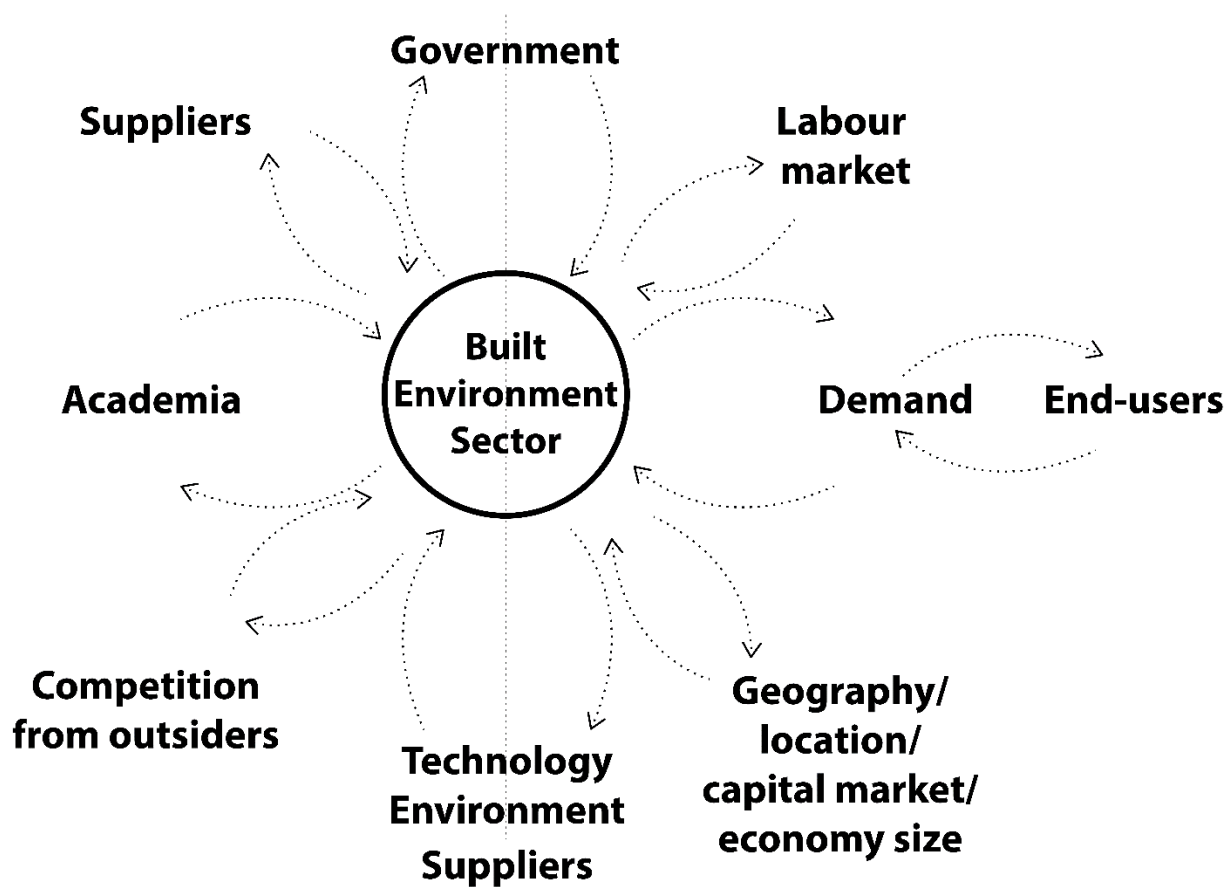 Government
Suppliers
Labour
market
Built
Environment
Sector
Academia
Demand
End-users
Competition
from outsiders
Technology
Environment
Suppliers
Geography/
location/
capital market/
economy size